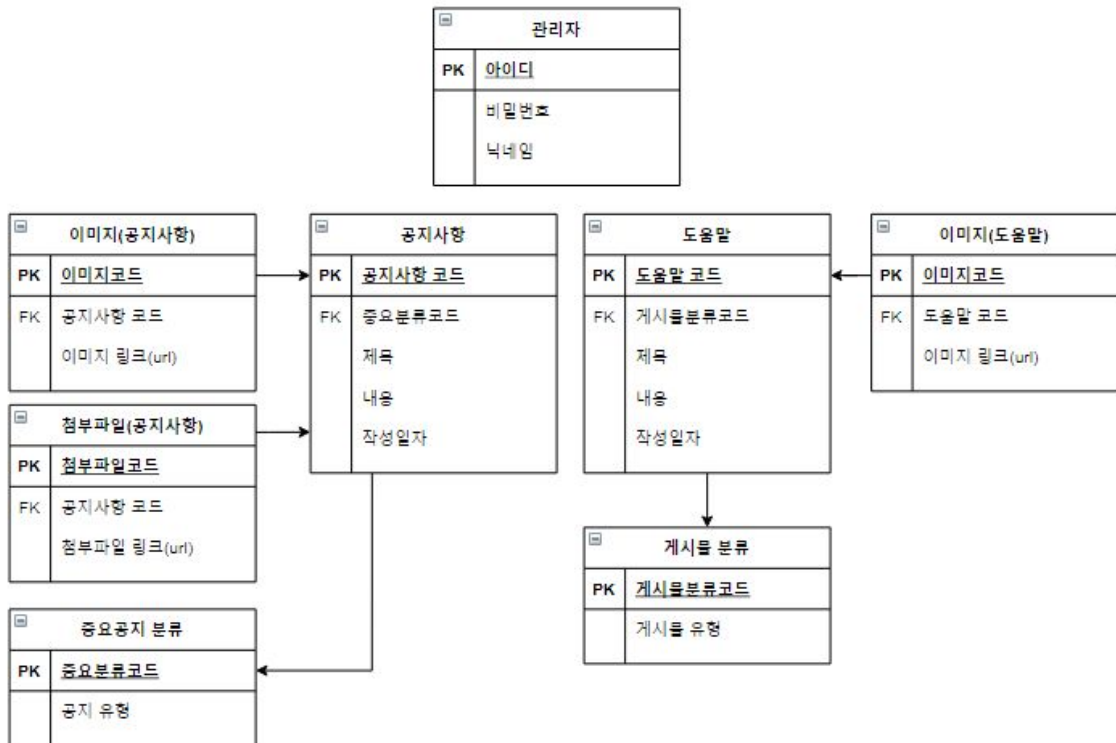 관리자
PK 아이디
비밀번호
닉네임
이미지(공지사항)
PK 이미지코드
FK 공지사항 코드
이미지 링크(url)
공지사항
PK 공지사항 코드
FK 중요분류코드
제목
내용
작성일자
도움말
PK 도움말 코드
FK 게시물분류코드
제목
내용
작성일자
이미지(도움말)
PK 이미지코드
FK 도움말 코드
이미지 링크(url)
첨부파일(공지사항)
PK 첨부파일코드
FK 공지사항 코드
첨부파일 링크(url)
게시물 분류
PK 게시물분류코드
게시물 유형
중요공지 분류
PK 중요분류코드
공지 유형